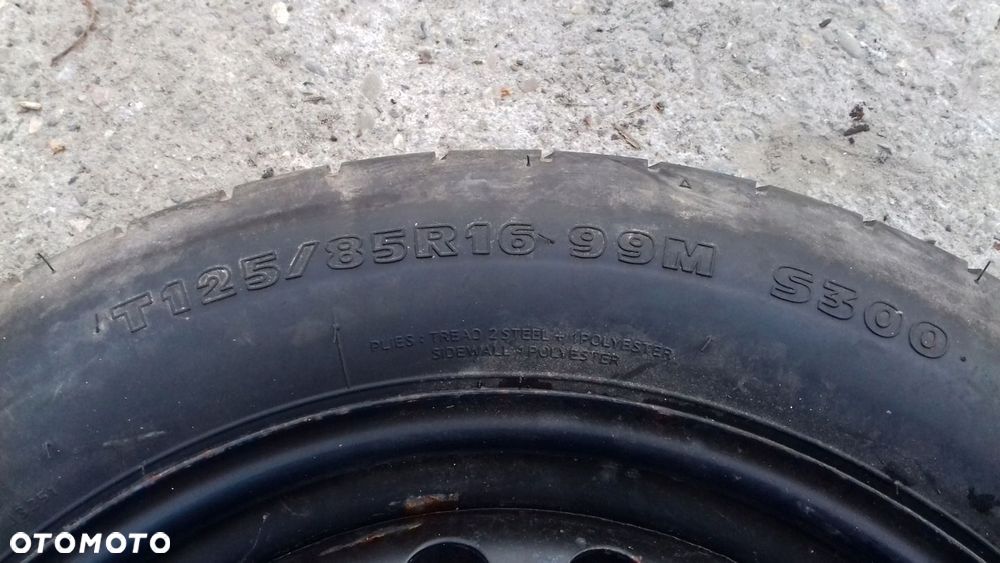 T125/85R16 99M S300
PLIES : TREAD 2 STEEL + 1 POLYESTER
SIDEWALL 1 POLYESTER
OTOMOTO